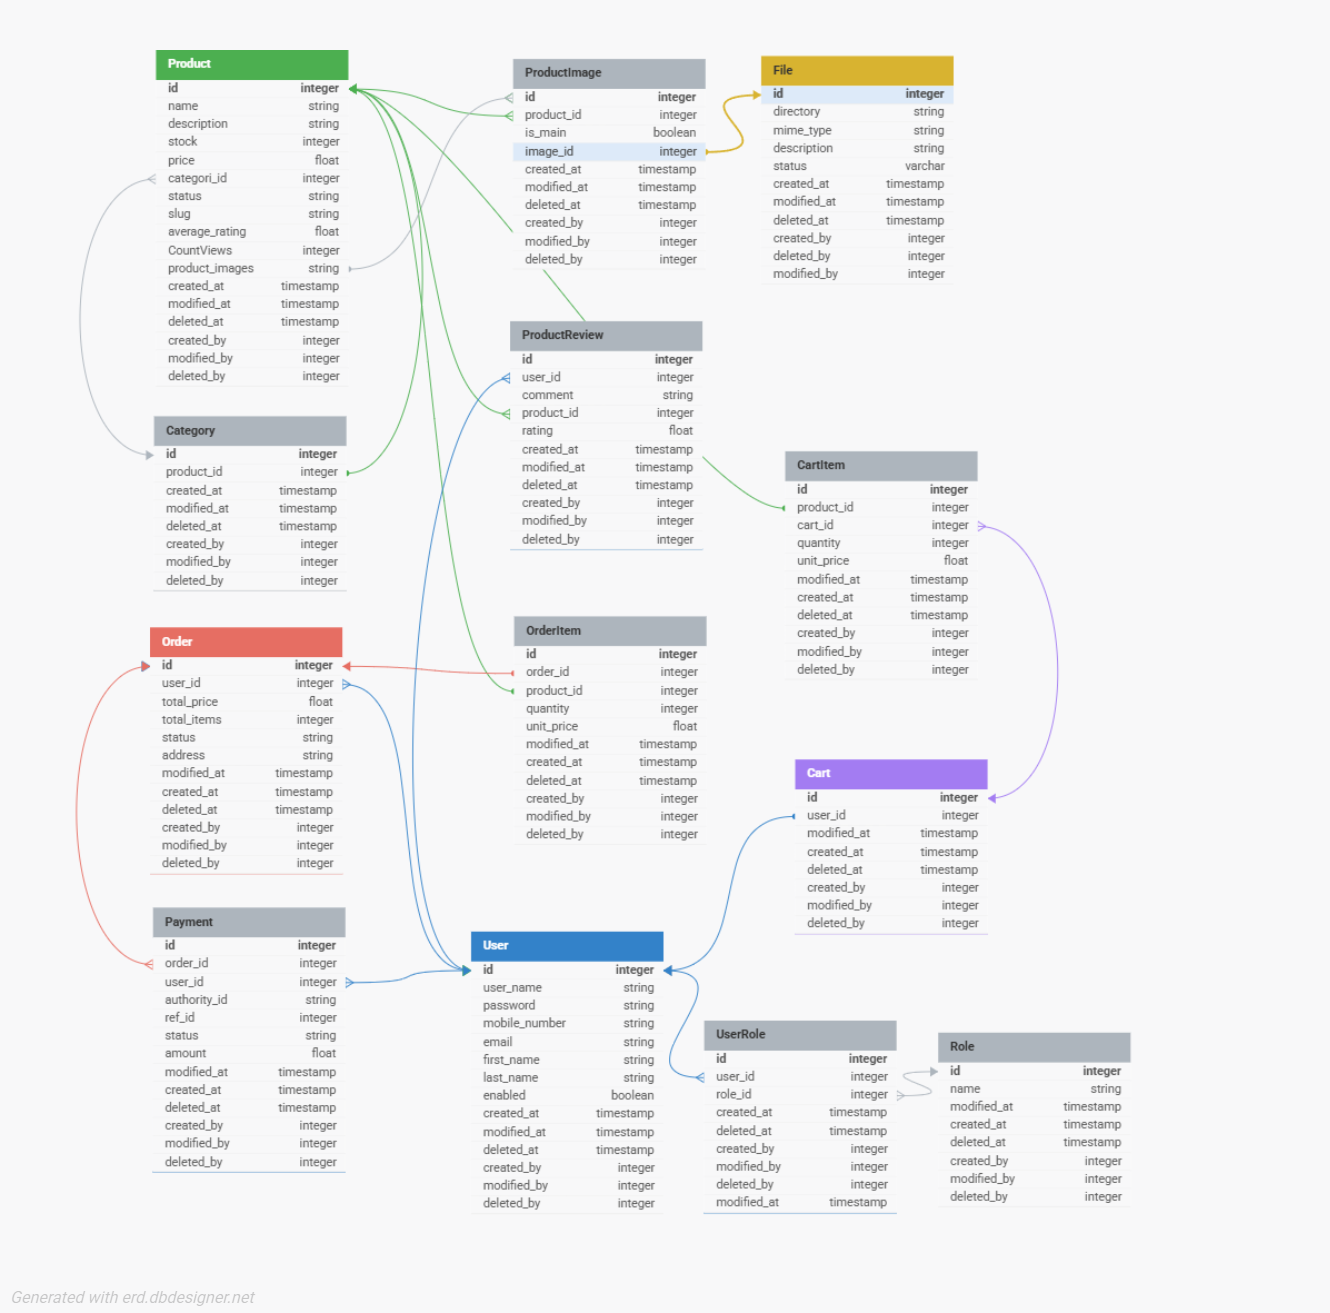 Product
id integer
name string
description string
stock integer
price float
categori_id integer
status string
slug string
average_rating float
CountViews integer
product_images string
created_at timestamp
modified_at timestamp
deleted_at timestamp
created_by integer
modified_by integer
deleted_by integer
ProductImage
id integer
product_id integer
is_main boolean
image_id integer
created_at timestamp
modified_at timestamp
deleted_at timestamp
created_by integer
modified_by integer
deleted_by integer
File
id integer
directory string
mime_type string
description string
status varchar
created_at timestamp
modified_at timestamp
deleted_at timestamp
created_by integer
deleted_by integer
modified_by integer
ProductReview
id integer
user_id integer
comment string
product_id integer
rating float
created_at timestamp
modified_at timestamp
deleted_at timestamp
created_by integer
modified_by integer
deleted_by integer
Category
id integer
product_id integer
created_at timestamp
modified_at timestamp
deleted_at timestamp
created_by integer
modified_by integer
deleted_by integer
CartItem
id integer
product_id integer
cart_id integer
quantity integer
unit_price float
modified_at timestamp
created_at timestamp
deleted_at timestamp
created_by integer
modified_by integer
deleted_by integer
Order
id integer
user_id integer
total_price float
total_items integer
status string
address string
modified_at timestamp
created_at timestamp
deleted_at timestamp
created_by integer
modified_by integer
deleted_by integer
OrderItem
id integer
order_id integer
product_id integer
quantity integer
unit_price float
modified_at timestamp
created_at timestamp
deleted_at timestamp
created_by integer
modified_by integer
deleted_by integer
Cart
id integer
user_id integer
modified_at timestamp
created_at timestamp
deleted_at timestamp
created_by integer
modified_by integer
deleted_by integer
Payment
id integer
order_id integer
user_id integer
authority_id string
ref_id integer
status string
amount float
modified_at timestamp
created_at timestamp
deleted_at timestamp
created_by integer
modified_by integer
deleted_by integer
User
id integer
user_name string
password string
mobile_number string
email string
first_name string
last_name string
enabled boolean
created_at timestamp
modified_at timestamp
deleted_at timestamp
created_by integer
modified_by integer
deleted_by integer
UserRole
id integer
user_id integer
role_id integer
created_at timestamp
deleted_at timestamp
created_by integer
modified_by integer
deleted_by integer
modified_at timestamp
Role
id integer
name string
modified_at timestamp
created_at timestamp
deleted_at timestamp
created_by integer
modified_by integer
deleted_by integer
Generated with erd.dbdesigner.net